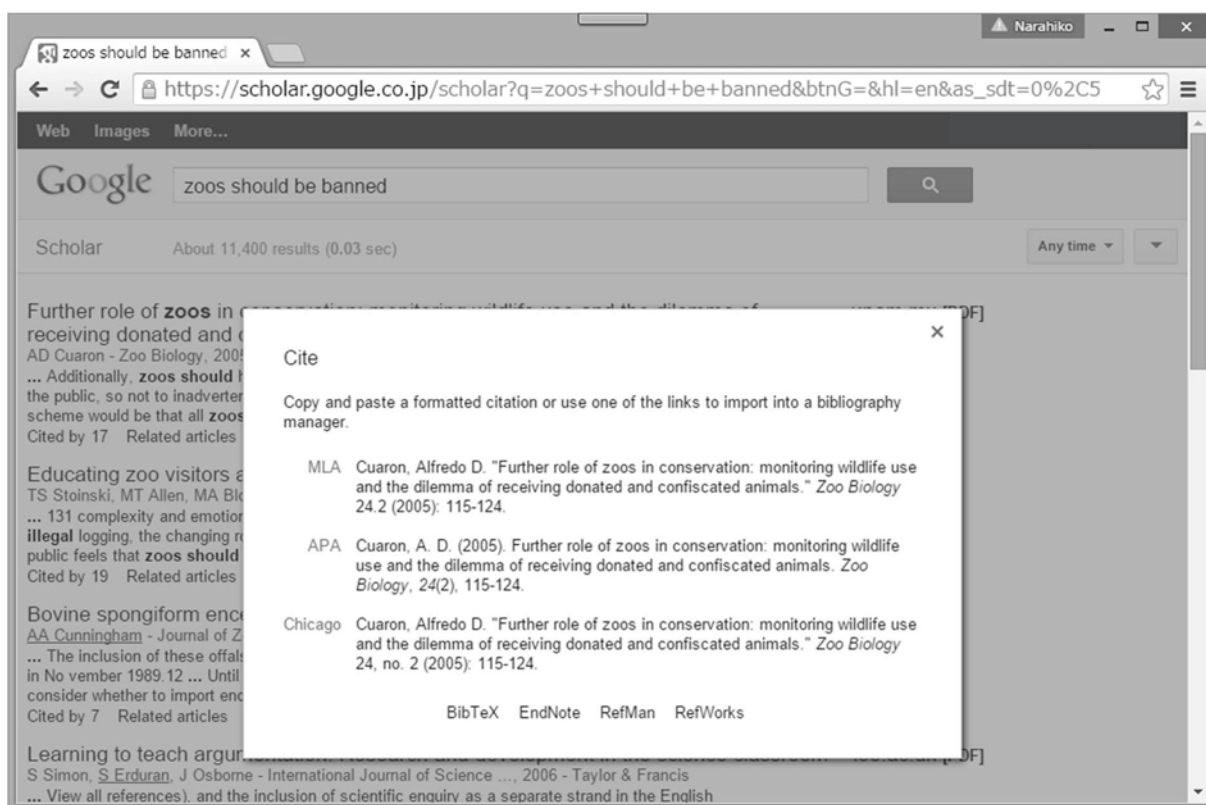 Narahiko
zoos should be banned
https://scholar.google.co.jp/scholar?q=zoos+should+be+banned&btnG=&hl=en&as_sdt=0%2C5
Web Images More...
Google zoos should be banned
Scholar About 11,400 results (0.03 sec) Any time
Further role of zoos in
receiving donated and
AD Cuaron - Zoo Biology, 2005
... Additionally, zoos should
the public, so not to
scheme would be that all zoos
Cited by 17 Related articles
Educating zoo visitors
TS Stoinski, MT Allen, MA
... 131 complexity and
illegal logging, the changing
public feels that zoos should
Cited by 19 Related articles
Bovine spongiform
AA Cunningham - Journal of
... The inclusion of these
in No vember 1989.12 ... Until
consider whether to import
Cited by 7 Related articles
Cite
Copy and paste a formatted citation or use one of the links to import into a bibliography
manager.
MLA Cuaron, Alfredo D. "Further role of zoos in conservation: monitoring wildlife use
and the dilemma of receiving donated and confiscated animals." Zoo Biology
24.2 (2005): 115-124.
APA Cuaron, A. D. (2005). Further role of zoos in conservation: monitoring wildlife
use and the dilemma of receiving donated and confiscated animals. Zoo
Biology, 24(2), 115-124.
Chicago Cuaron, Alfredo D. "Further role of zoos in conservation: monitoring wildlife use
and the dilemma of receiving donated and confiscated animals." Zoo Biology
24, no. 2 (2005): 115-124.
BibTeX EndNote RefMan RefWorks
Learning to teach
S Simon, S Erduran, J Osborne - International Journal of Science ..., 2006 - Taylor & Francis
... View all references), and the inclusion of scientific enquiry as a separate strand in the English